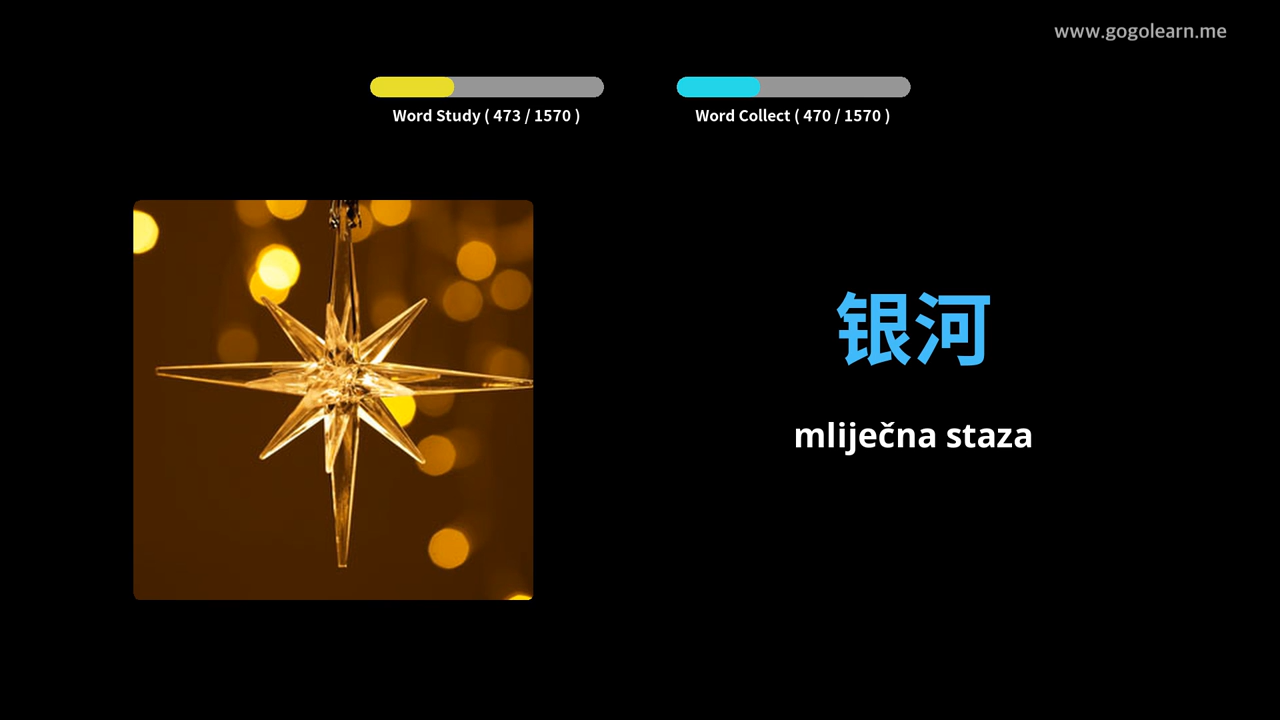 www.gogolearn.me
Word Study ( 473 / 1570 )
Word Collect ( 470 / 1570 )
银河
mliječna staza